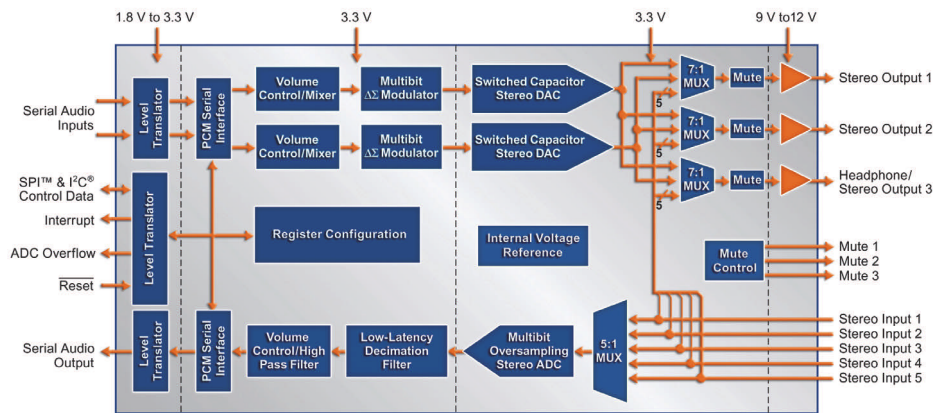 1.8 V to 3.3 V
3.3 V
3.3 V
9 V to12 V
Serial Audio
Inputs
Level
Translator
PCM Serial
Interface
Volume
Control/Mixer
Multibit
ΔΣ Modulator
Switched Capacitor
Stereo DAC
7:1
MUX
Mute
Stereo Output 1
5
Volume
Control/Mixer
Multibit
ΔΣ Modulator
Switched Capacitor
Stereo DAC
7:1
MUX
Mute
Stereo Output 2
5
7:1
MUX
Mute
Headphone/
Stereo Output 3
5
SPI™ & I²C®
Control Data
Interrupt
ADC Overflow
Reset
Level Translator
Register Configuration
Internal Voltage
Reference
Mute
Control
Mute 1
Mute 2
Mute 3
Serial Audio
Output
Level
Translator
PCM Serial
Interface
Volume
Control/High
Pass Filter
Low-Latency
Decimation
Filter
Multibit
Oversampling
Stereo ADC
5:1
MUX
Stereo Input 1
Stereo Input 2
Stereo Input 3
Stereo Input 4
Stereo Input 5